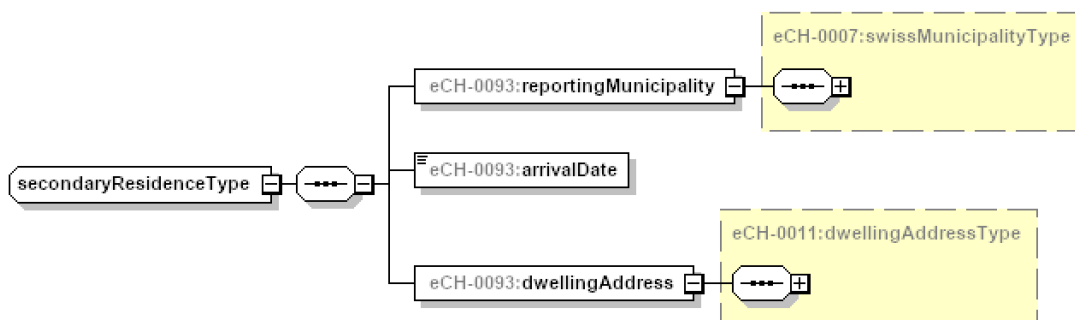 eCH-0007:swissMunicipalityType
eCH-0093:reportingMunicipality
eCH-0093:arrivalDate
secondaryResidenceType
eCH-0011:dwellingAddressType
eCH-0093:dwellingAddress